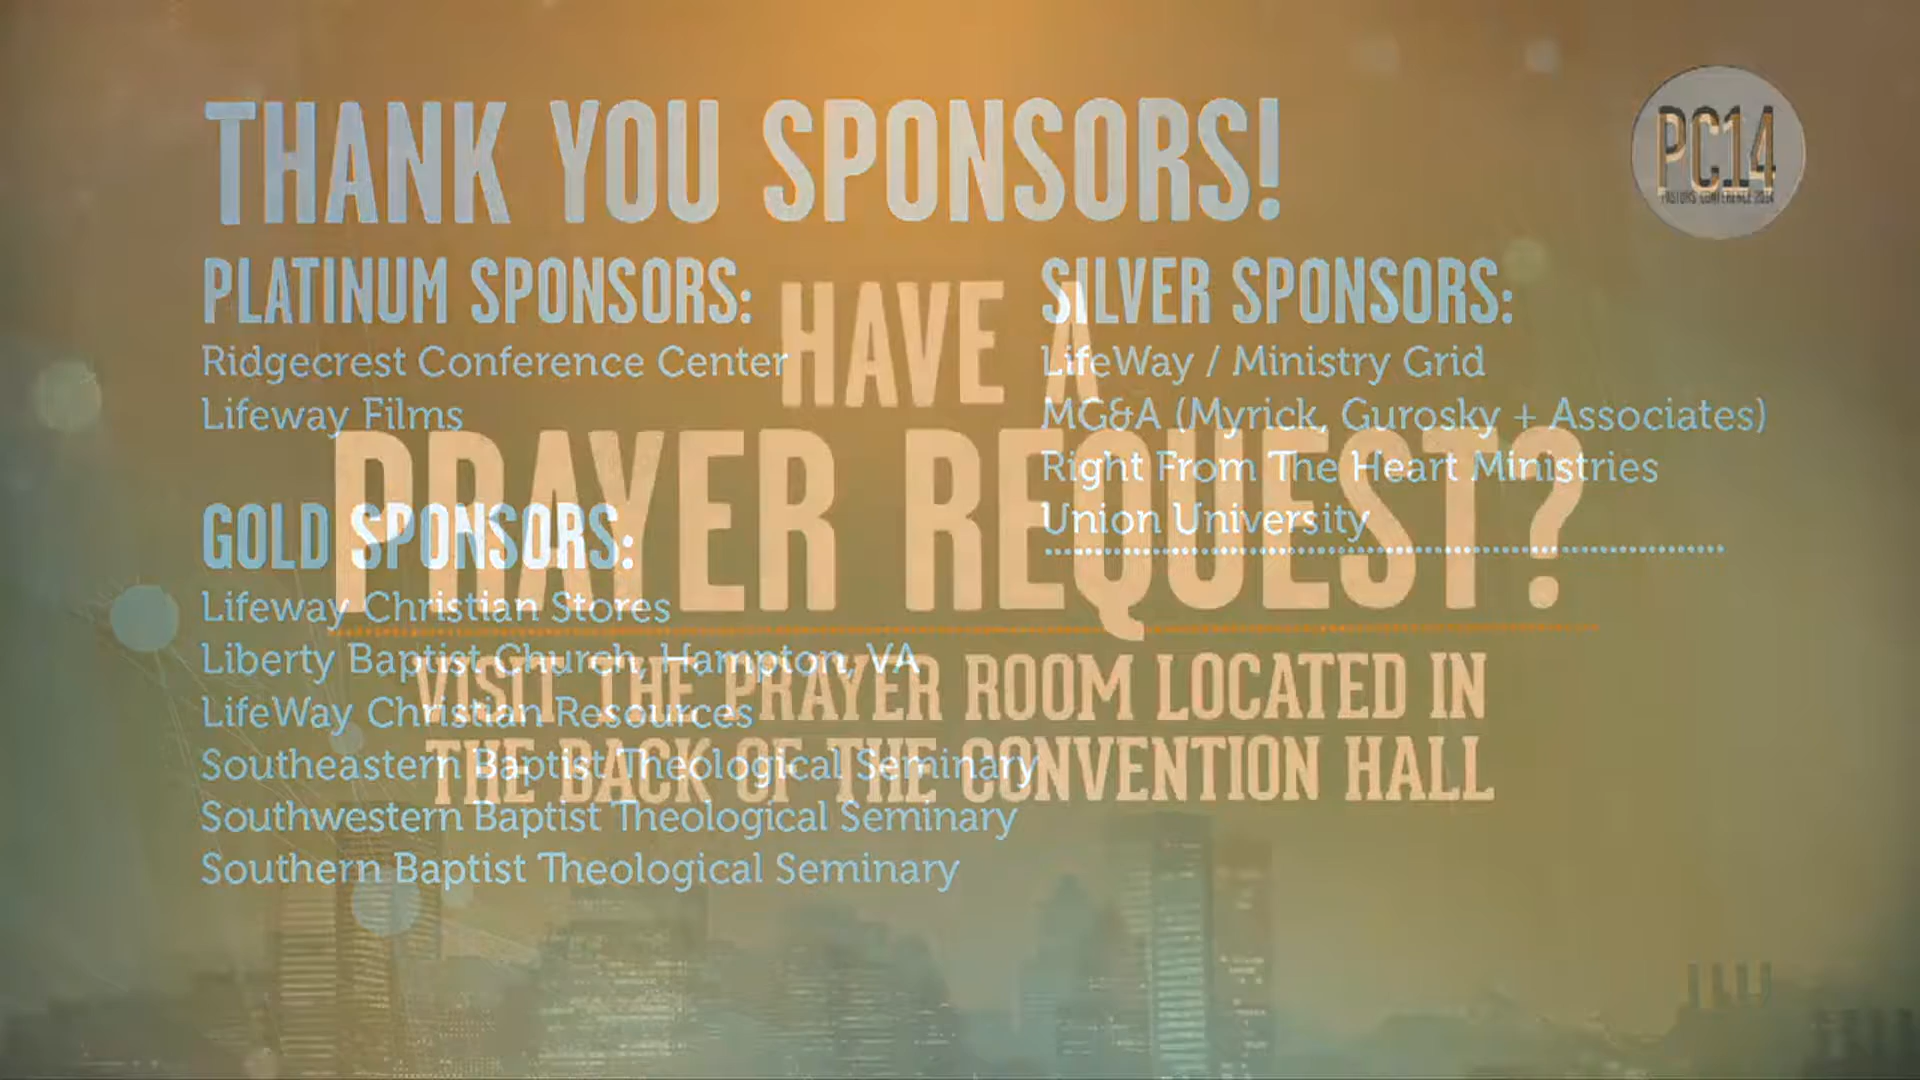 THANK YOU SPONSORS!
PLATINUM SPONSORS:
Ridgecrest Conference Center
Lifeway Films
GOLD SPONSORS:
Lifeway Christian Stores
Liberty Baptist Church, Hampton, VA
LifeWay Christian Resources
Southeastern Baptist Theological Seminary
Southwestern Baptist Theological Seminary
Southern Baptist Theological Seminary
SILVER SPONSORS:
LifeWay / Ministry Grid
MG&A (Myrick, Gurosky + Associates)
Right From The Heart Ministries
Union University
HAVE A
PRAYER REQUEST?
VISIT THE PRAYER ROOM LOCATED IN
THE BACK OF THE CONVENTION HALL
PC14
PASTORS' CONFERENCE 2014